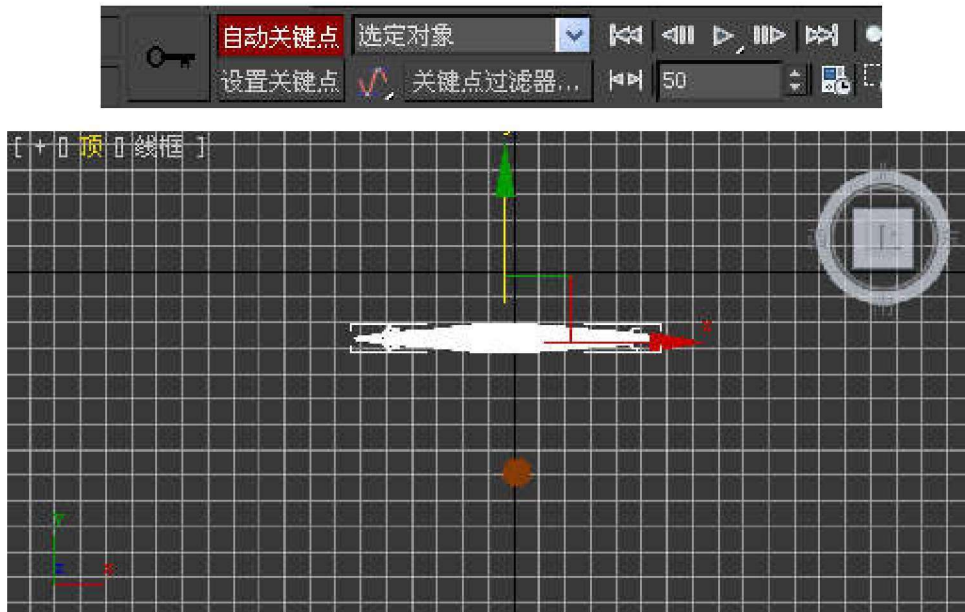 自动关键点 选定对象
设置关键点 关键点过滤器... 50
[ + [] 顶 [] 线框 ]
y
x
Y
Z X